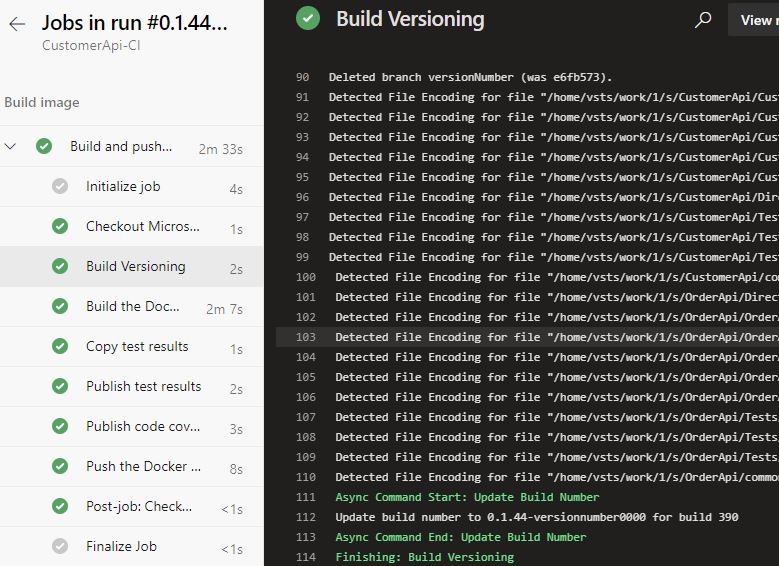 Jobs in run #0.1.44...
CustomerApi-CI
Build image
Build and push... 2m 33s
Initialize job 4s
Checkout Micros... 1s
Build Versioning 2s
Build the Doc... 2m 7s
Copy test results 1s
Publish test results 2s
Publish code cov... 3s
Push the Docker ... 8s
Post-job: Check... <1s
Finalize Job <1s
Build Versioning
View
90 Deleted branch versionNumber (was e6fb573).
91 Detected File Encoding for file "/home/vsts/work/1/s/CustomerApi/Cust
92 Detected File Encoding for file "/home/vsts/work/1/s/CustomerApi/Cust
93 Detected File Encoding for file "/home/vsts/work/1/s/CustomerApi/Cust
94 Detected File Encoding for file "/home/vsts/work/1/s/CustomerApi/Cust
95 Detected File Encoding for file "/home/vsts/work/1/s/CustomerApi/Cust
96 Detected File Encoding for file "/home/vsts/work/1/s/CustomerApi/Dire
97 Detected File Encoding for file "/home/vsts/work/1/s/CustomerApi/Test
98 Detected File Encoding for file "/home/vsts/work/1/s/CustomerApi/Test
99 Detected File Encoding for file "/home/vsts/work/1/s/CustomerApi/Test
100 Detected File Encoding for file "/home/vsts/work/1/s/CustomerApi/com
101 Detected File Encoding for file "/home/vsts/work/1/s/OrderApi/Direc
102 Detected File Encoding for file "/home/vsts/work/1/s/OrderApi/OrderA
103 Detected File Encoding for file "/home/vsts/work/1/s/OrderApi/OrderA
104 Detected File Encoding for file "/home/vsts/work/1/s/OrderApi/OrderA
105 Detected File Encoding for file "/home/vsts/work/1/s/OrderApi/OrderA
106 Detected File Encoding for file "/home/vsts/work/1/s/OrderApi/OrderA
107 Detected File Encoding for file "/home/vsts/work/1/s/OrderApi/Tests/
108 Detected File Encoding for file "/home/vsts/work/1/s/OrderApi/Tests/
109 Detected File Encoding for file "/home/vsts/work/1/s/OrderApi/Tests/
110 Detected File Encoding for file "/home/vsts/work/1/s/OrderApi/commo
111 Async Command Start: Update Build Number
112 Update build number to 0.1.44-versionnumber0000 for build 390
113 Async Command End: Update Build Number
114 Finishing: Build Versioning